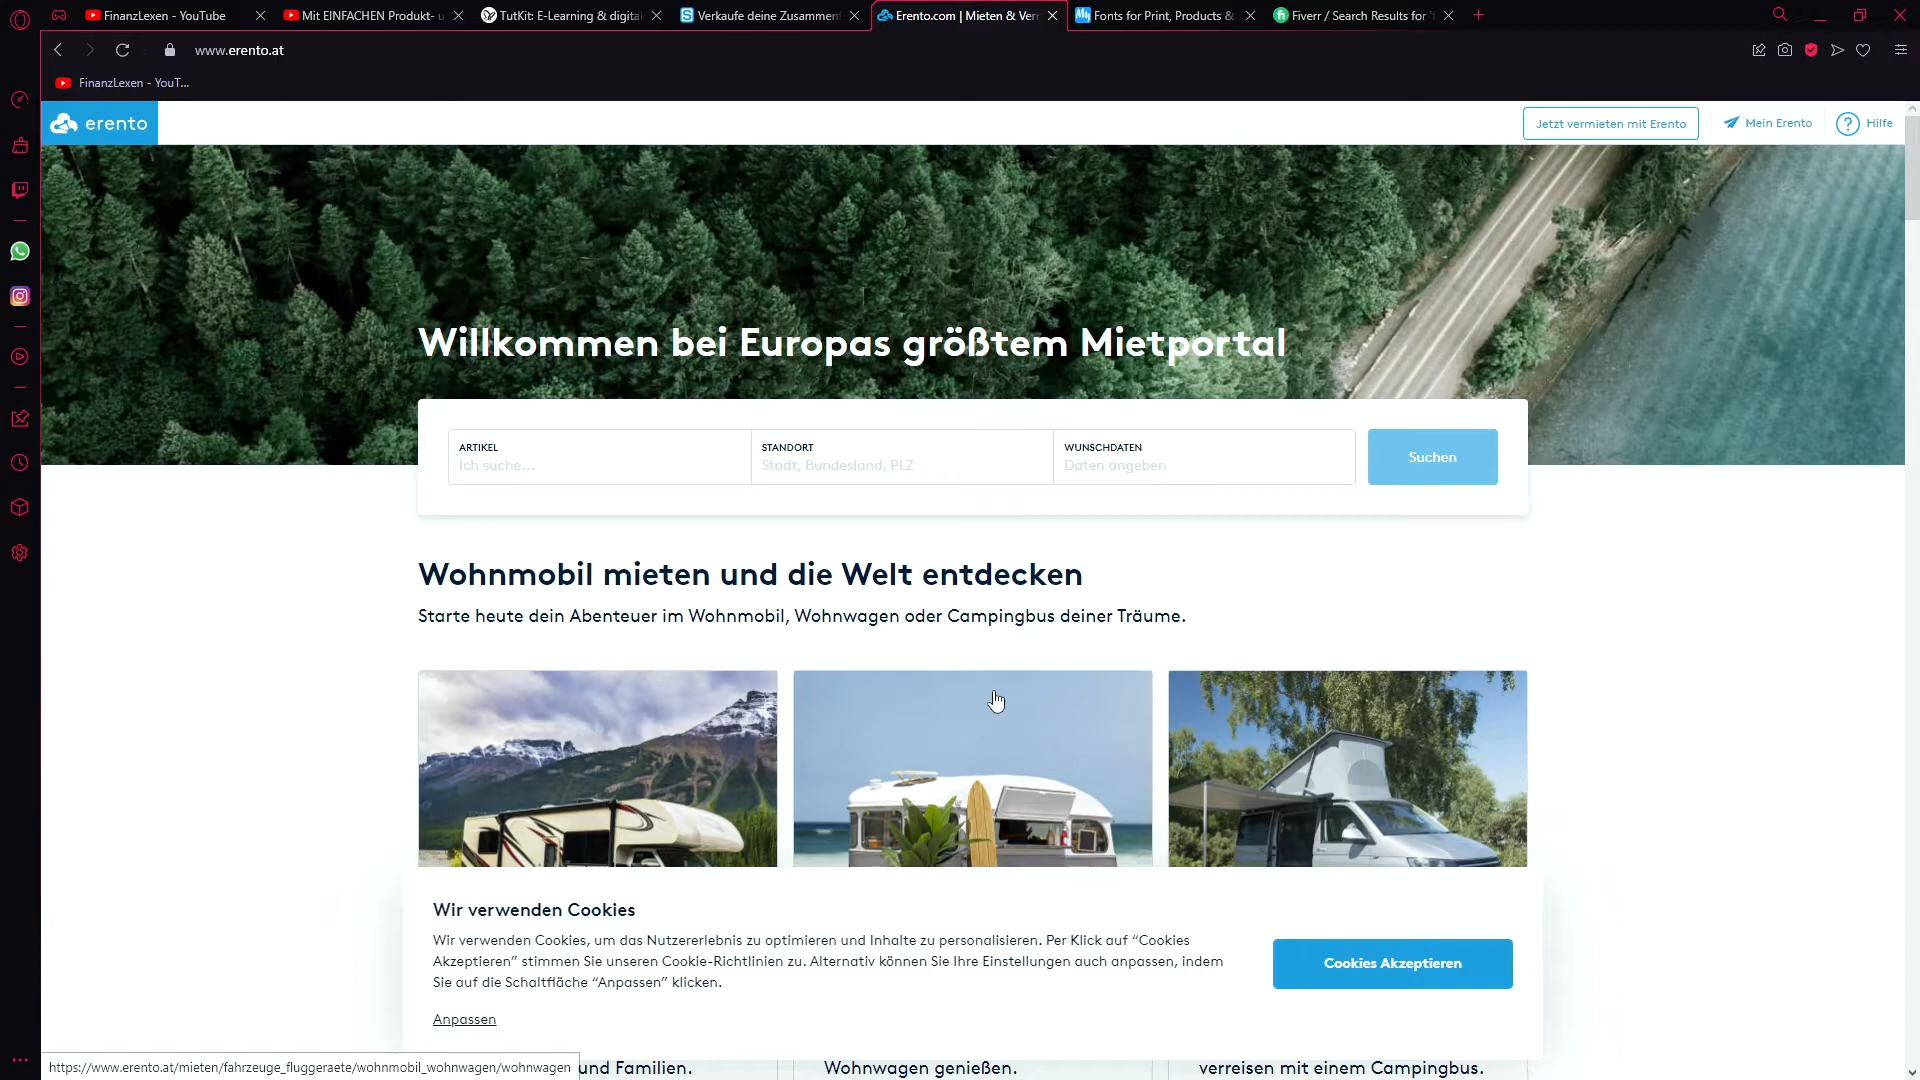 FinanzLexen - YouTube
Mit EINFACHEN Produkt- u
TutKit: E-Learning & digita
Verkaufe deine Zusammen
Erento.com | Mieten & Ver
Fonts for Print, Products &
Fiverr / Search Results for
www.erento.at
FinanzLexen - YouT...
erento
Jetzt vermieten mit Erento
Mein Erento
? Hilfe
Willkommen bei Europas größtem Mietportal
ARTIKEL
Ich suche...
STANDORT
Stadt, Bundesland, PLZ
WUNSCHDATEN
Daten angeben
Suchen
Wohnmobil mieten und die Welt entdecken
Starte heute dein Abenteuer im Wohnmobil, Wohnwagen oder Campingbus deiner Träume.
Wir verwenden Cookies
Wir verwenden Cookies, um das Nutzererlebnis zu optimieren und Inhalte zu personalisieren. Per Klick auf “Cookies
Akzeptieren” stimmen Sie unseren Cookie-Richtlinien zu. Alternativ können Sie Ihre Einstellungen auch anpassen, indem
Sie auf die Schaltfläche “Anpassen” klicken.
Anpassen
Cookies Akzeptieren
https://www.erento.at/mieten/fahrzeuge_fluggeraete/wohnmobil_wohnwagen/wohnwagen
und Familien.
Wohnwagen genießen.
verreisen mit einem Campingbus.